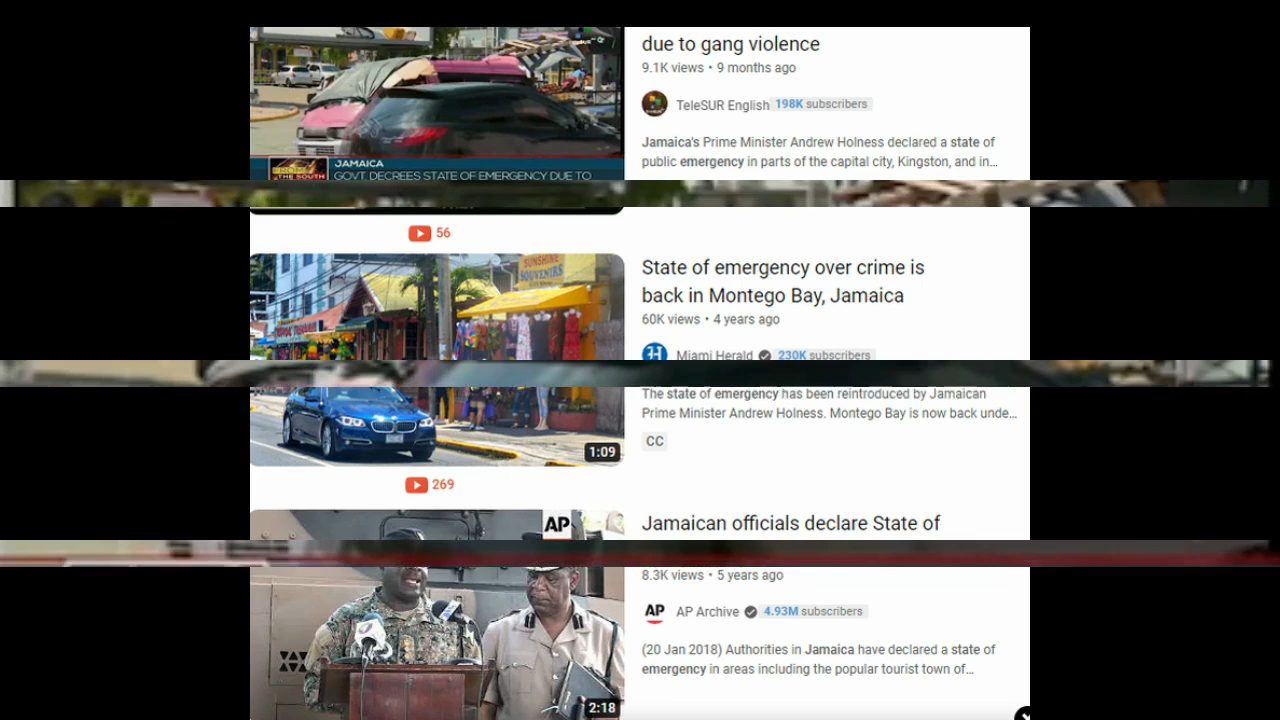 due to gang violence
9.1K views • 9 months ago
TeleSUR English 198K subscribers
Jamaica's Prime Minister Andrew Holness declared a state of
public emergency in parts of the capital city, Kingston, and in...
JAMAICA
FROM THE SOUTH
GOVT. DECREES STATE OF EMERGENCY DUE TO
56
SUNSHINE
SOUVENIRS
State of emergency over crime is
back in Montego Bay, Jamaica
60K views • 4 years ago
Miami Herald 230K subscribers
The state of emergency has been reintroduced by Jamaican
Prime Minister Andrew Holness. Montego Bay is now back unde...
CC
1:09
269
AP
Jamaican officials declare State of
8.3K views • 5 years ago
AP AP Archive 4.93M subscribers
(20 Jan 2018) Authorities in Jamaica have declared a state of
emergency in areas including the popular tourist town of...
2:18